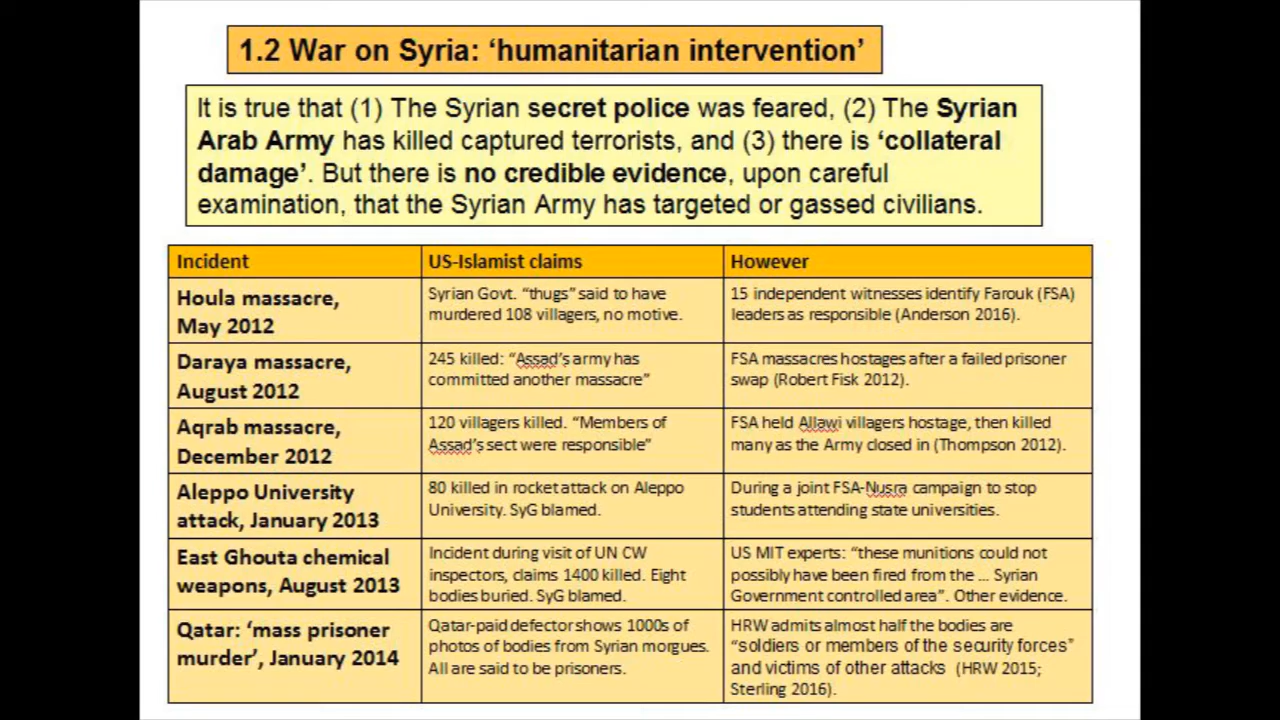 1.2 War on Syria: ‘humanitarian intervention’
It is true that (1) The Syrian secret police was feared, (2) The Syrian
Arab Army has killed captured terrorists, and (3) there is ‘collateral
damage’. But there is no credible evidence, upon careful
examination, that the Syrian Army has targeted or gassed civilians.
Incident
US-Islamist claims
However
Houla massacre,
May 2012
Syrian Govt. “thugs” said to have
murdered 108 villagers, no motive.
15 independent witnesses identify Farouk (FSA)
leaders as responsible (Anderson 2016).
Daraya massacre,
August 2012
245 killed: “Assad’s army has
committed another massacre”
FSA massacres hostages after a failed prisoner
swap (Robert Fisk 2012).
Aqrab massacre,
December 2012
120 villagers killed. “Members of
Assad’s sect were responsible”
FSA held Allawi villagers hostage, then killed
many as the Army closed in (Thompson 2012).
Aleppo University
attack, January 2013
80 killed in rocket attack on Aleppo
University. SyG blamed.
During a joint FSA-Nusra campaign to stop
students attending state universities.
East Ghouta chemical
weapons, August 2013
Incident during visit of UN CW
inspectors, claims 1400 killed. Eight
bodies buried. SyG blamed.
US MIT experts: “these munitions could not
possibly have been fired from the ... Syrian
Government controlled area”. Other evidence.
Qatar: ‘mass prisoner
murder’, January 2014
Qatar-paid defector shows 1000s of
photos of bodies from Syrian morgues.
All are said to be prisoners.
HRW admits almost half the bodies are
“soldiers or members of the security forces”
and victims of other attacks (HRW 2015;
Sterling 2016).